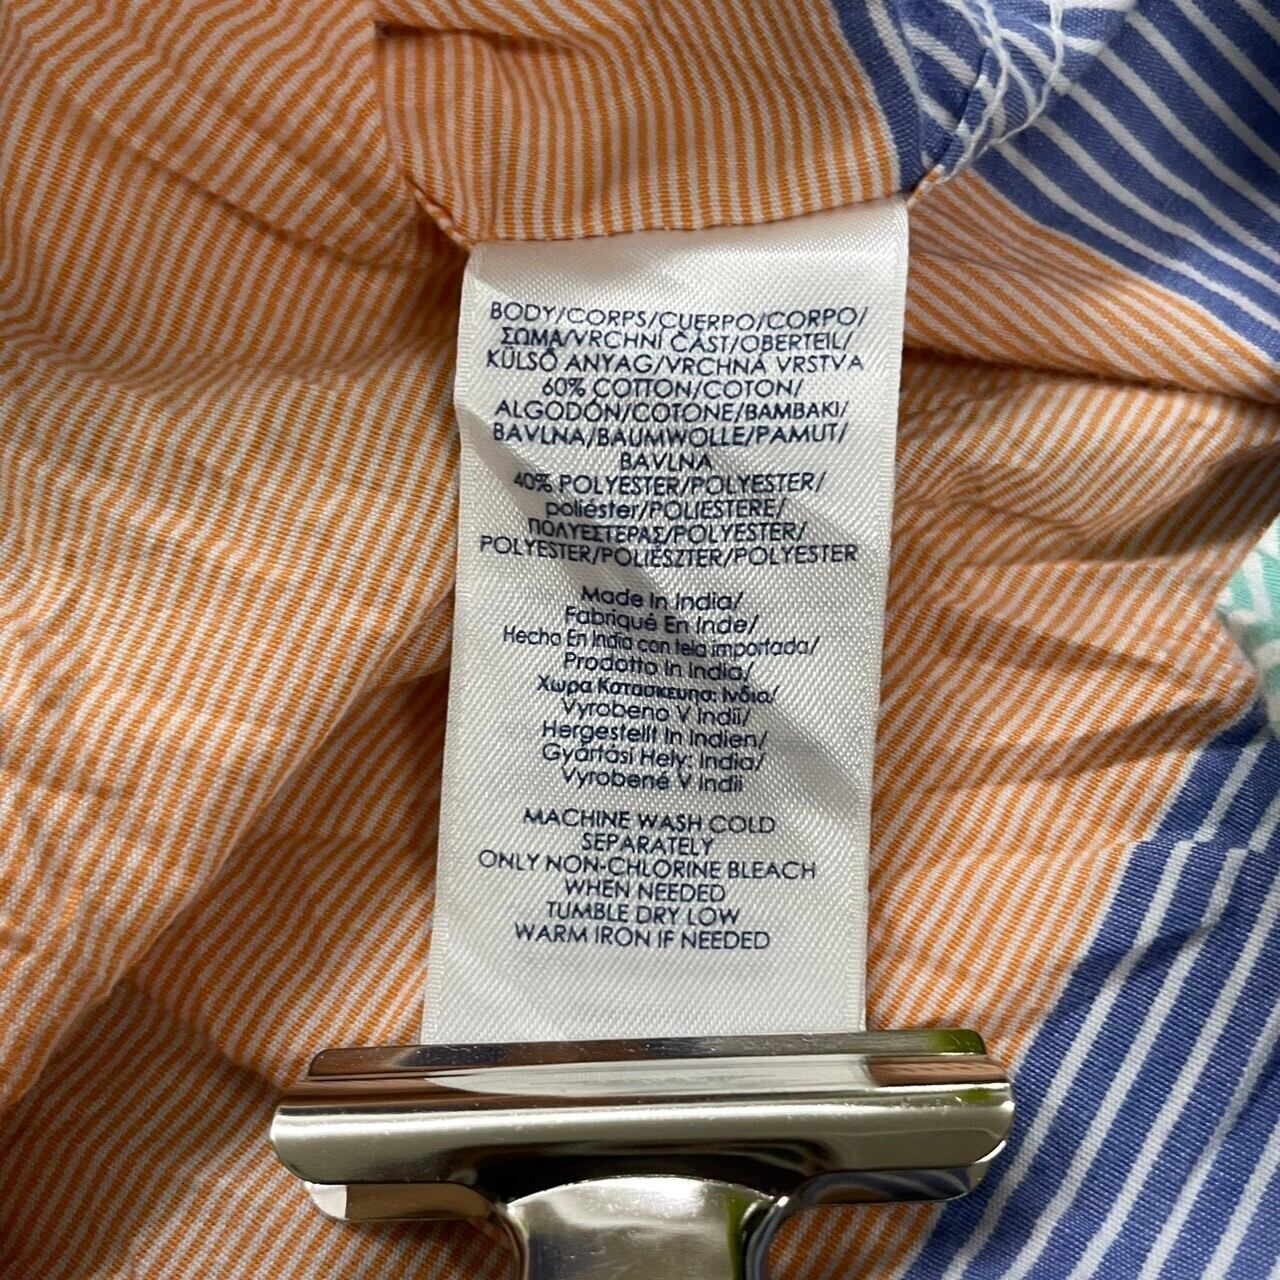 BODY/CORPS/CUERPO/CORPO/
ΣΩΜΑ/VRCHNÍ ČÁST/OBERTEIL/
KÜLSŐ ANYAG/VRCHNÁ VRSTVA
60% COTTON/COTON/
ALGODÓN/COTONE/BAMBAKI/
BAVLNA/BAUMWOLLE/PAMUT/
BAVLNA
40% POLYESTER/POLYESTER/
poliéster/POLIESTERE/
ΠΟΛΥΕΣΤΕΡΑΣ/POLYESTER/
POLYESTER/POLIÉSZTER/POLYESTER
Made In India/
Fabriqué En Inde/
Hecho En India con tela importada/
Prodotto In India/
Χωρα Κατασκευησ: Ινδια/
Vyrobeno V Indii/
Hergestellt In Indien/
Gyártási Hely: India/
Vyrobené V Indii
MACHINE WASH COLD
SEPARATELY
ONLY NON-CHLORINE BLEACH
WHEN NEEDED
TUMBLE DRY LOW
WARM IRON IF NEEDED